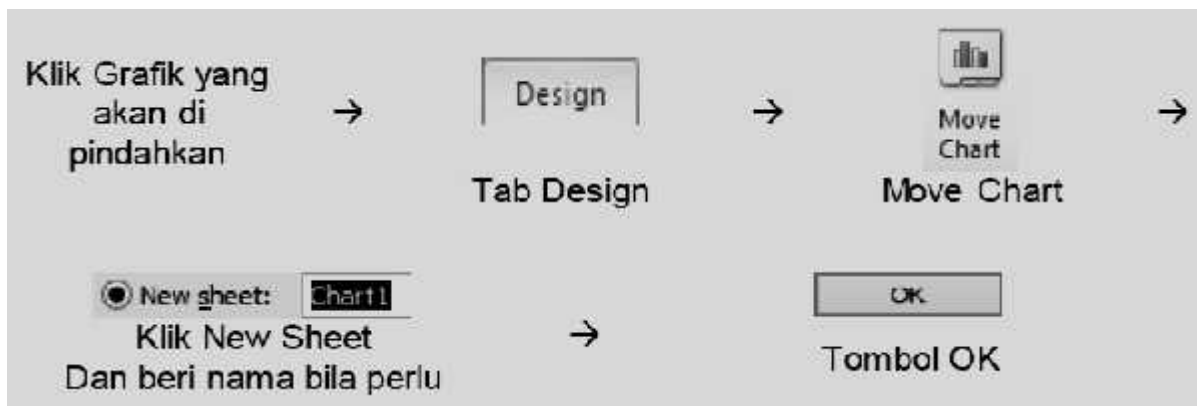 Klik Grafik yang
akan di
pindahkan
→
Design
Tab Design
→
Move
Chart
Move Chart
→
New sheet: Chart1
Klik New Sheet
Dan beri nama bila perlu
→
OK
Tombol OK